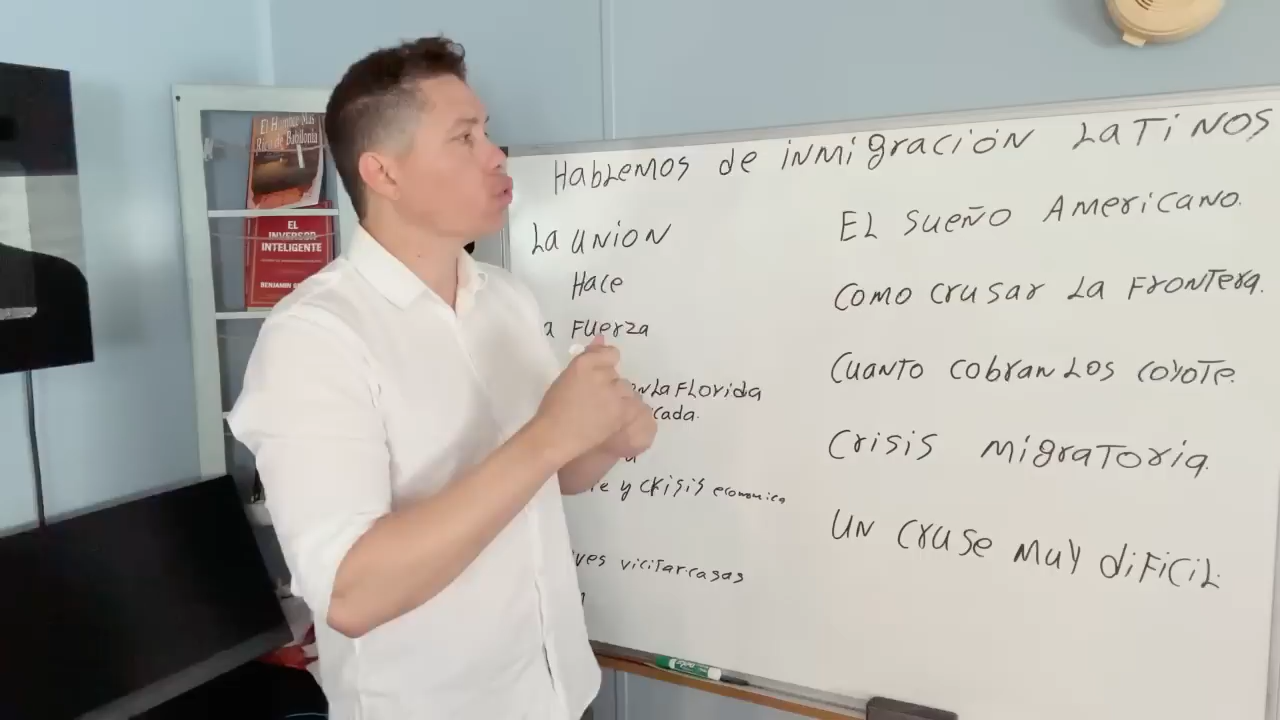 El Hombre Más
Rico de Babilonia
EL
INVERSOR
INTELIGENTE
BENJAMIN
HabLEMOS de inmigración LaTiNOS
La UNION
Hace
a FUerza
en La FLorida
cada.
y crisis economica
ves viciTar casas
EL Sueño AMericano.
Como crusar La FronTera.
Cuanto cobran Los coyote.
Crisis MigraToria.
Un cruse muy diFiciL.